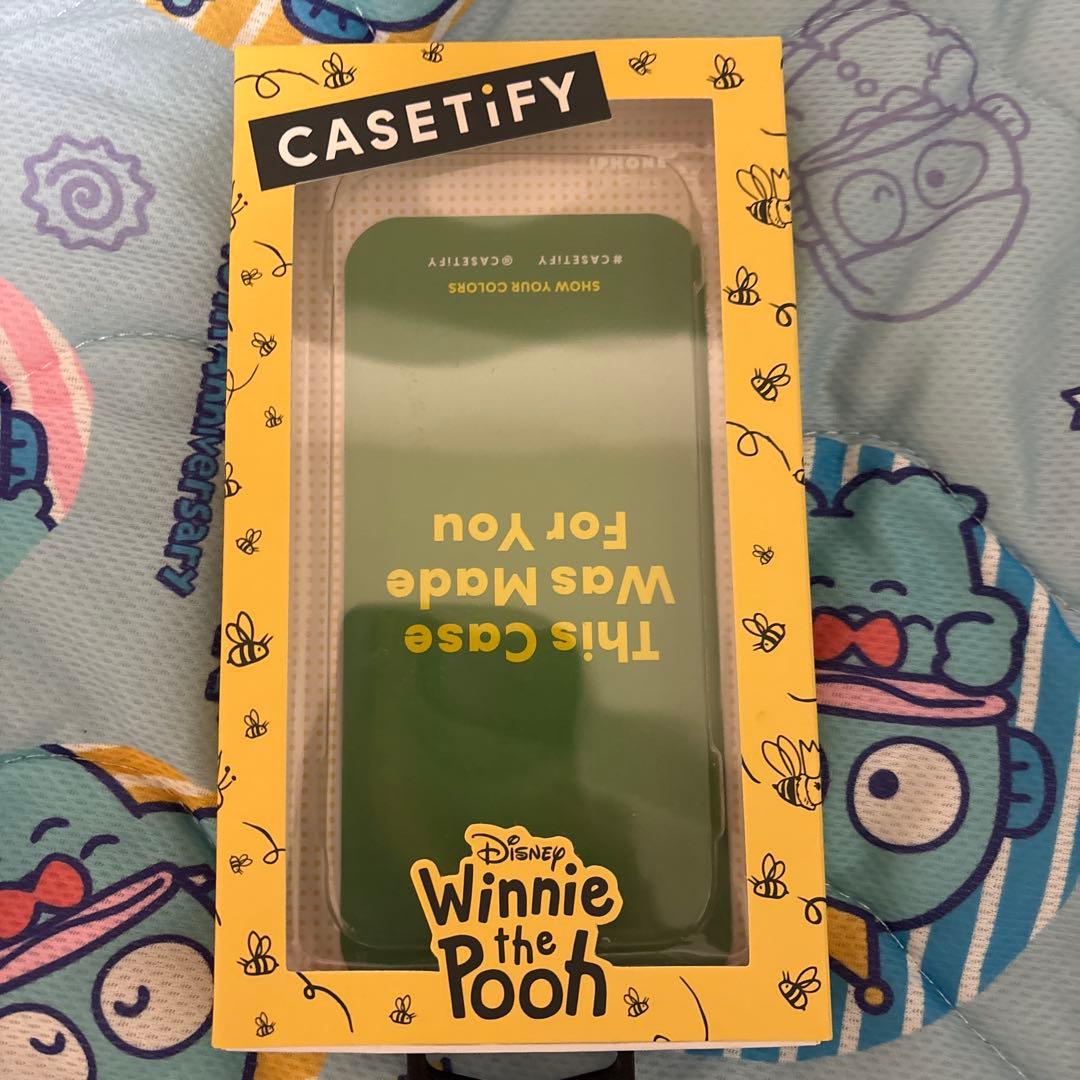 CASETiFY
IPHONE
#CASETiFY @CASETiFY
SHOW YOUR COLORS
This Case
Was Made
For You
Disney
Winnie
the
Pooh
Anniversary